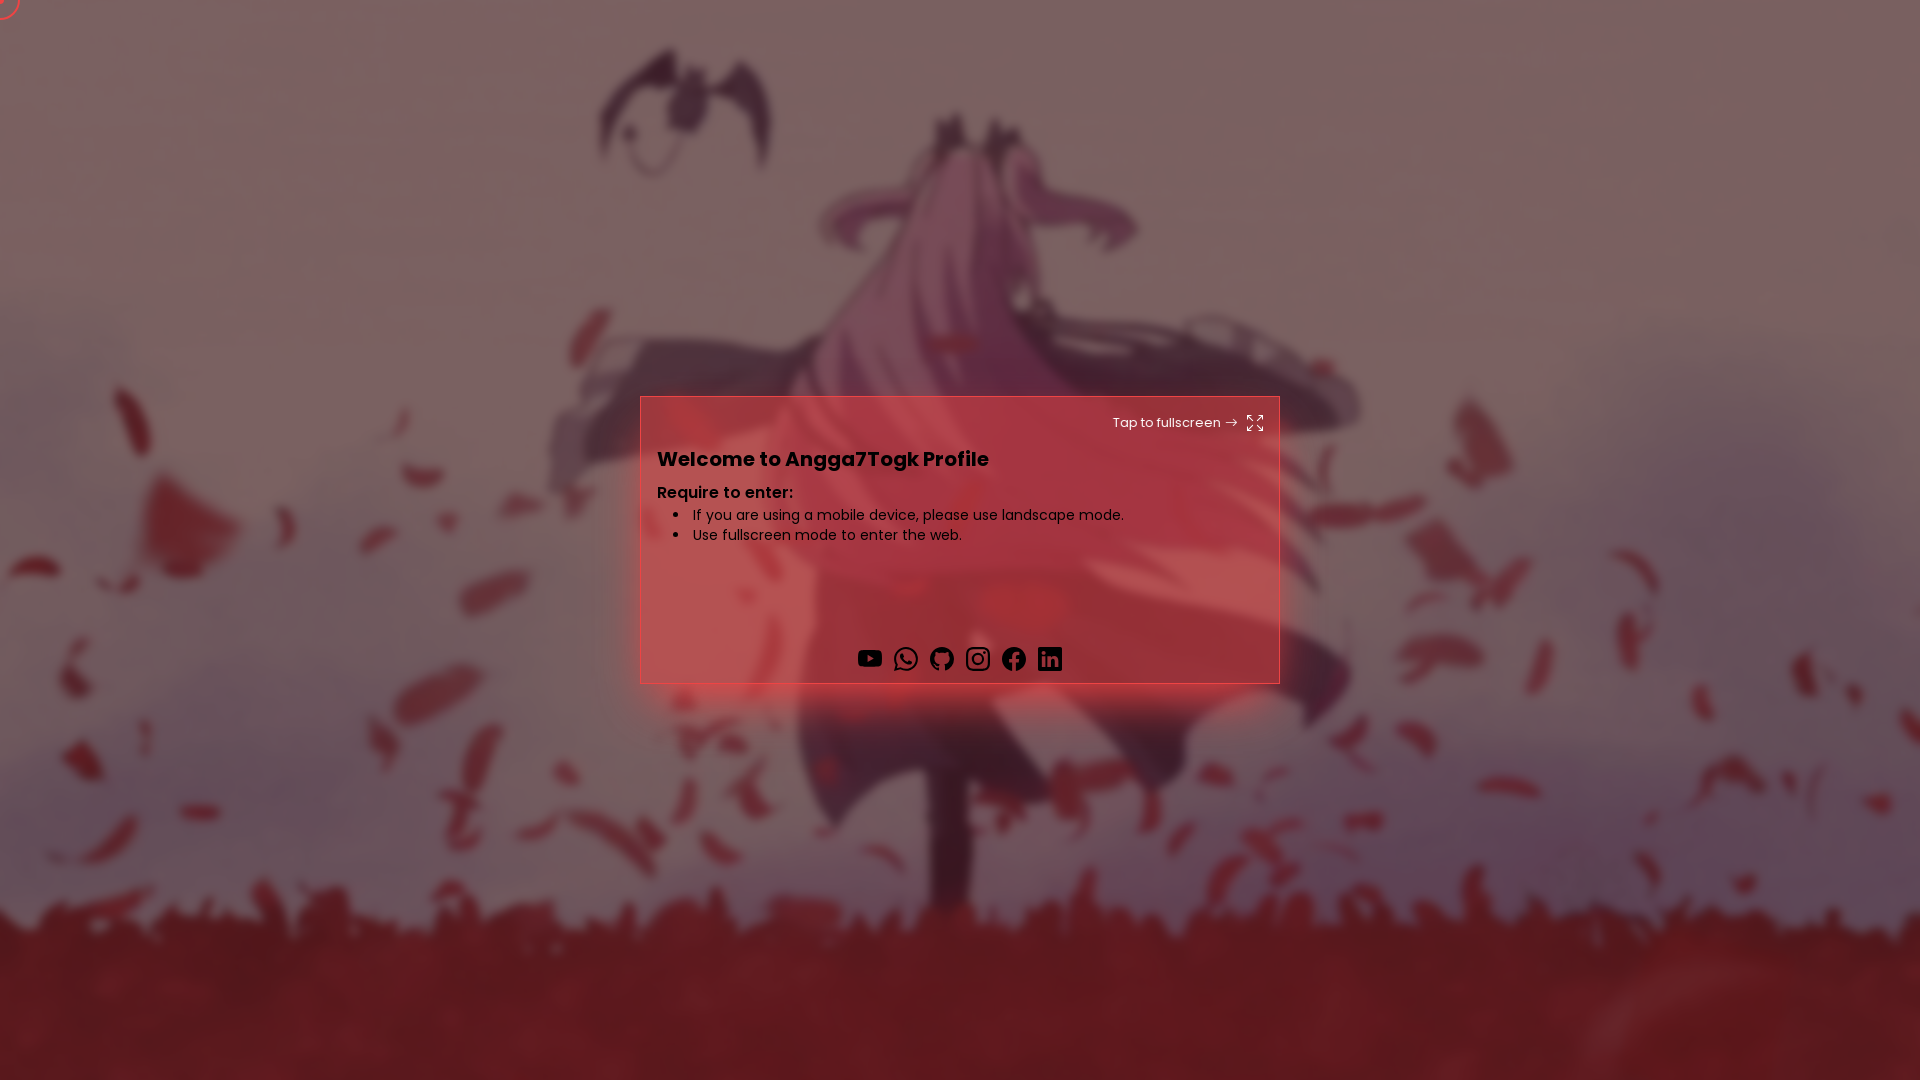 Tap to fullscreen →
Welcome to Angga7Togk Profile
Require to enter:
• If you are using a mobile device, please use landscape mode.
• Use fullscreen mode to enter the web.